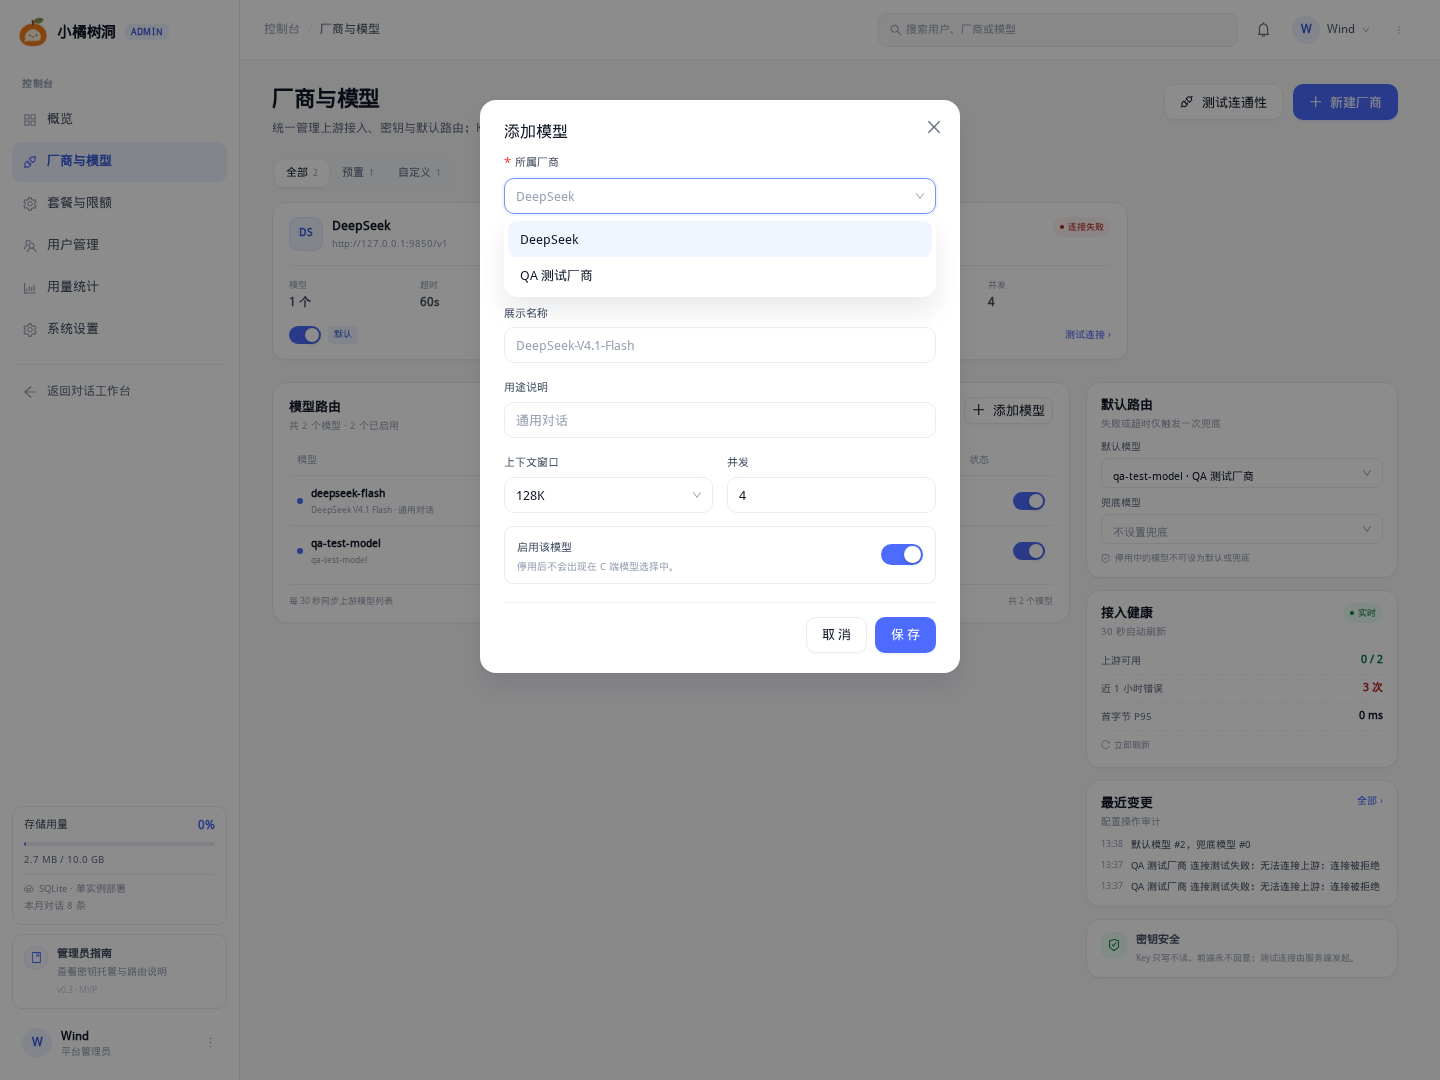 小橘树洞 ADMIN
控制台
概览
厂商与模型
套餐与限额
用户管理
用量统计
系统设置
返回对话工作台
存储用量 0%
2.7 MB / 10.0 GB
SQLite · 单实例部署
本月对话 8 条
管理员指南
查看密钥托管与路由说明
v0.3 · MVP
W Wind
平台管理员
控制台 / 厂商与模型
搜索用户、厂商或模型
W Wind
厂商与模型
统一管理上游接入、密钥与默认路由；
测试连通性
+ 新建厂商
全部 2 预置 1 自定义 1
DS DeepSeek
http://127.0.0.1:9850/v1
连接失败
模型 超时 并发
1 个 60s 4
默认 测试连接 ›
模型路由
共 2 个模型 · 2 个已启用
+ 添加模型
模型 状态
deepseek-flash
DeepSeek V4.1 Flash · 通用对话
qa-test-model
qa-test-model
每 30 秒同步上游模型列表 共 2 个模型
添加模型
* 所属厂商
DeepSeek
DeepSeek
QA 测试厂商
展示名称
DeepSeek-V4.1-Flash
用途说明
通用对话
上下文窗口 并发
128K 4
启用该模型
停用后不会出现在 C 端模型选择中。
取 消 保 存
默认路由
失败或超时仅触发一次兜底
默认模型
qa-test-model · QA 测试厂商
兜底模型
不设置兜底
停用中的模型不可设为默认或兜底
接入健康 实时
30 秒自动刷新
上游可用 0 / 2
近 1 小时错误 3 次
首字节 P95 0 ms
立即刷新
最近变更 全部 ›
配置操作审计
13:38 默认模型 #2，兜底模型 #0
13:37 QA 测试厂商 连接测试失败：无法连接上游：连接被拒绝
13:37 QA 测试厂商 连接测试失败：无法连接上游：连接被拒绝
密钥安全
Key 只写不读，前端永不回显；测试连接由服务端发起。